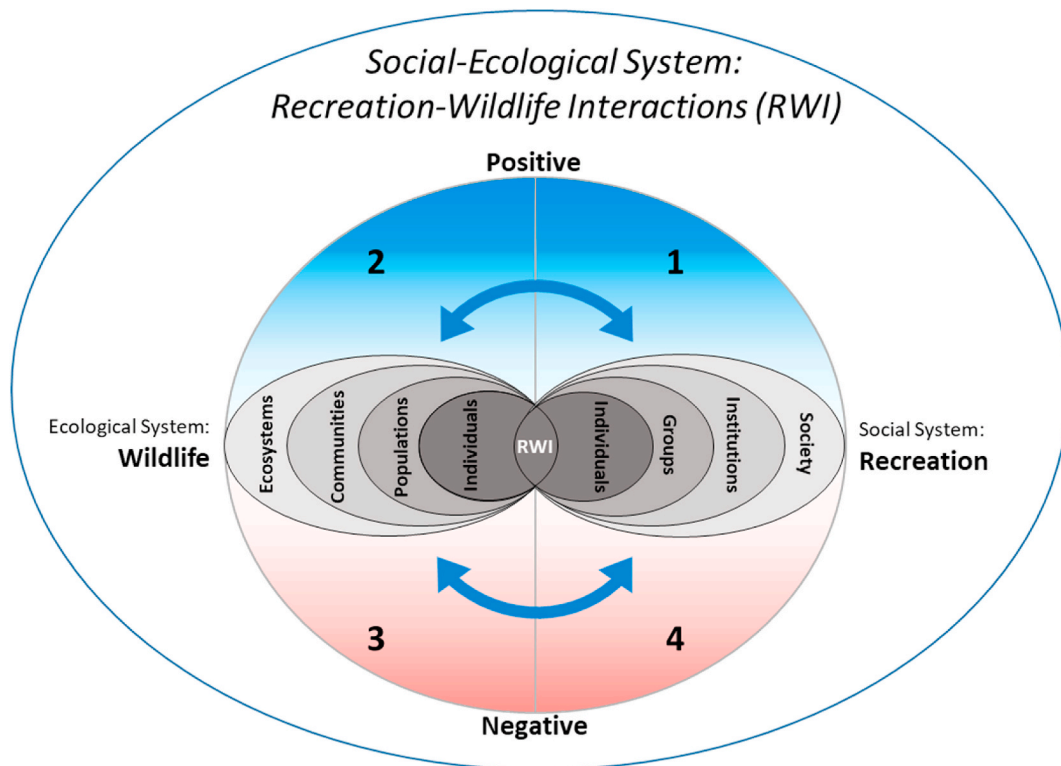 Social-Ecological System:
Recreation-Wildlife Interactions (RWI)
Positive
2
1
Ecological System:
Wildlife
Ecosystems
Communities
Populations
Individuals
RWI
Individuals
Groups
Institutions
Society
Social System:
Recreation
3
4
Negative